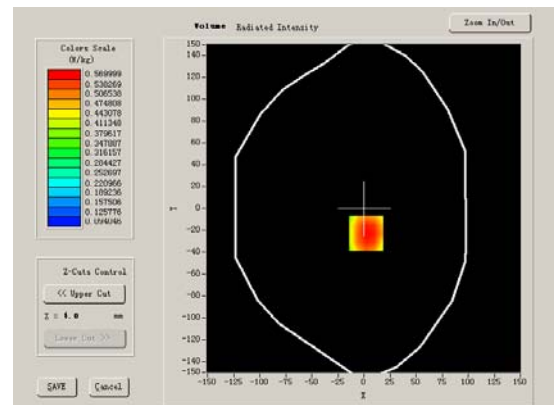 Volume Radiated Intensity
Zoom In/Out
Colors Scale
(W/kg)
0.569999
0.538269
0.506538
0.474808
0.443078
0.411348
0.379617
0.347887
0.316157
0.284427
0.252697
0.220966
0.189236
0.157506
0.125776
0.094046
Z-Cuts Control
<< Upper Cut
Z = 4.0 mm
Lower Cut >>
SAVE
Cancel
150
140
120
100
80
60
40
20
0
-20
-40
-60
-80
-100
-120
-140
-150
Y
-150 -125 -100 -75 -50 -25 0 25 50 75 100 125 150
X